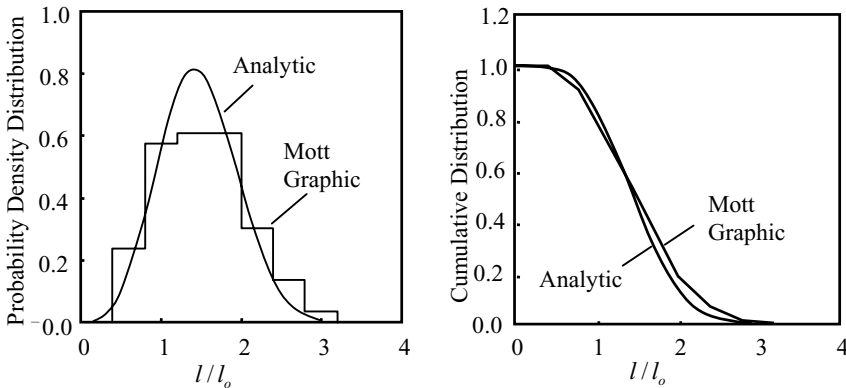 Probability Density Distribution
1.0
0.8
0.6
0.4
0.2
0.0
0
1
2
3
4
l/lo
Analytic
Mott
Graphic
Cumulative Distribution
1.2
1.0
0.8
0.6
0.4
0.2
0.0
0
1
2
3
4
l/lo
Mott
Graphic
Analytic